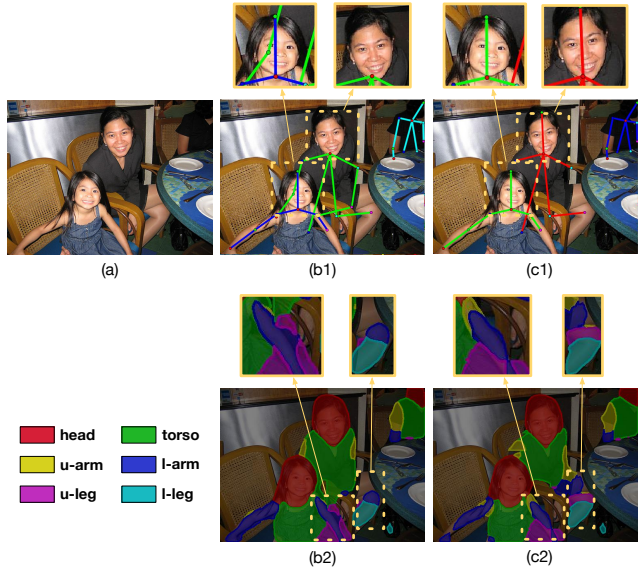 (a)
(b1)
(c1)
head
torso
u-arm
l-arm
u-leg
l-leg
(b2)
(c2)